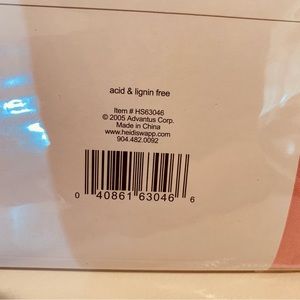 acid & lignin free
Item # HS63046
© 2005 Advantus Corp.
Made in China
www.heidiswapp.com
904.482.0092
0 40861 63046 6